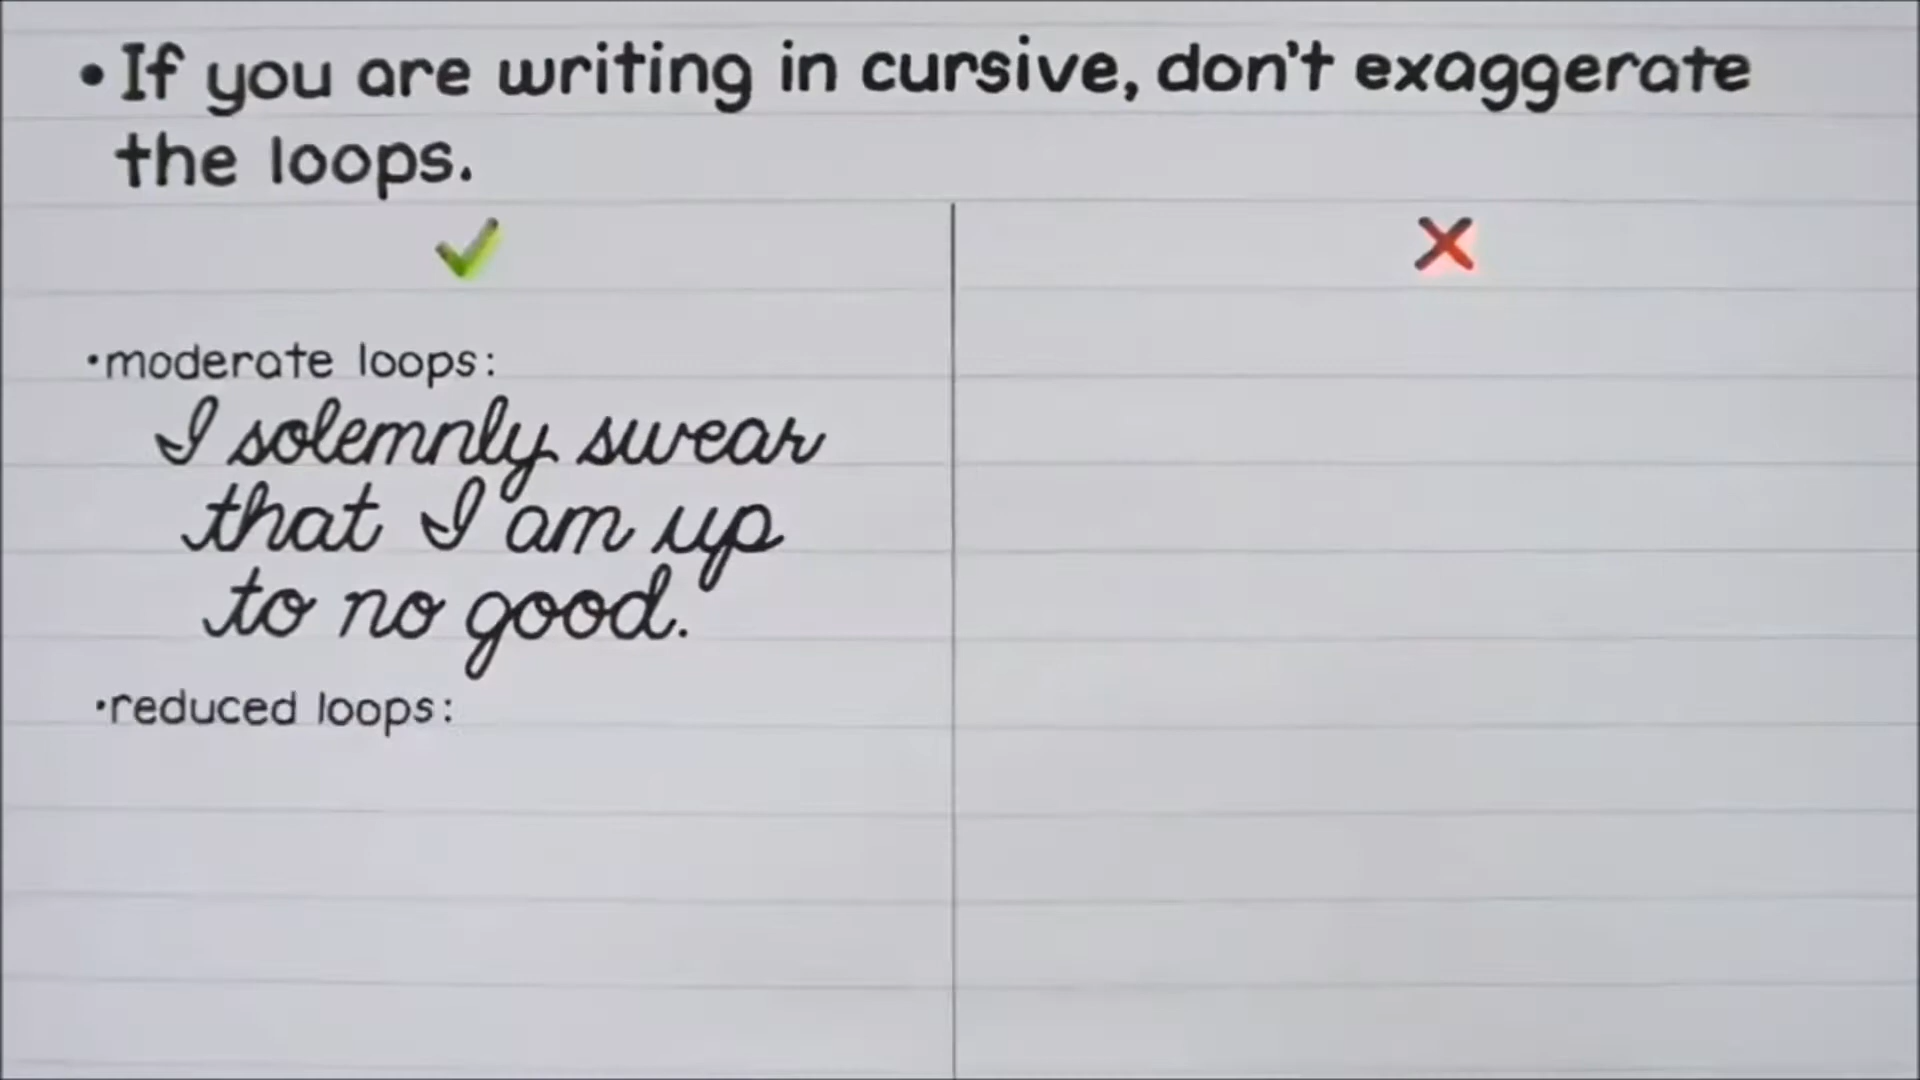 • If you are writing in cursive, don't exaggerate
the loops.
•moderate loops:
I solemnly swear
that I am up
to no good.
•reduced loops: